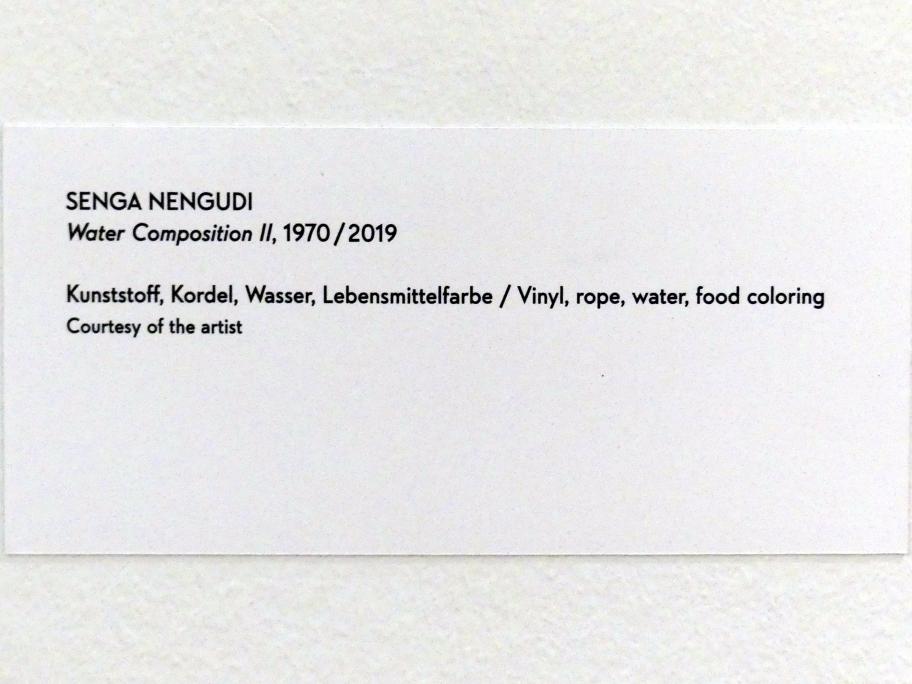 SENGA NENGUDI
Water Composition II, 1970/2019
Kunststoff, Kordel, Wasser, Lebensmittelfarbe / Vinyl, rope, water, food coloring
Courtesy of the artist